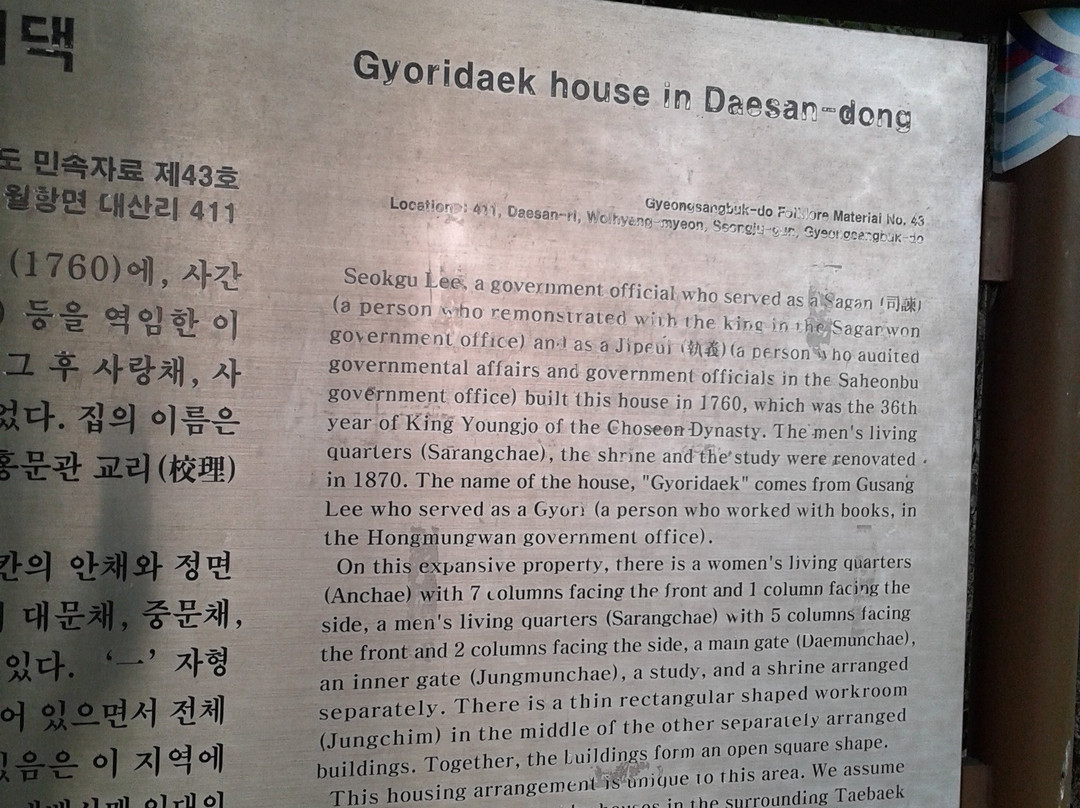 댁
도 민속자료 제43호
월항면 대산리 411
(1760)에, 사간
) 등을 역임한 이
그 후 사랑채, 사
었다. 집의 이름은
홍문관 교리(校理)
칸의 안채와 정면
대문채, 중문채,
있다. ‘一’ 자형
어 있으면서 전체
있음은 이 지역에
Gyoridaek house in Daesan-dong
Gyeongsangbuk-do Folklore Material No. 43
Location : 411, Daesan-ri, Wolhyang-myeon, Seongju-gun, Gyeongsangbuk-do
Seokgu Lee, a government official who served as a Sagan (司諫)
(a person who remonstrated with the king in the Saganwon
government office) and as a Jipeui (執義)(a person who audited
governmental affairs and government officials in the Saheonbu
government office) built this house in 1760, which was the 36th
year of King Youngjo of the Choseon Dynasty. The men's living
quarters (Sarangchae), the shrine and the study were renovated
in 1870. The name of the house, "Gyoridaek" comes from Gusang
Lee who served as a Gyori (a person who worked with books, in
the Hongmungwan government office).
On this expansive property, there is a women's living quarters
(Anchae) with 7 columns facing the front and 1 column facing the
side, a men's living quarters (Sarangchae) with 5 columns facing
the front and 2 columns facing the side, a main gate (Daemunchae),
an inner gate (Jungmunchae), a study, and a shrine arranged
separately. There is a thin rectangular shaped workroom
(Jungchim) in the middle of the other separately arranged
buildings. Together, the buildings form an open square shape.
This housing arrangement is unique to this area. We assume
houses in the surrounding Taebaek